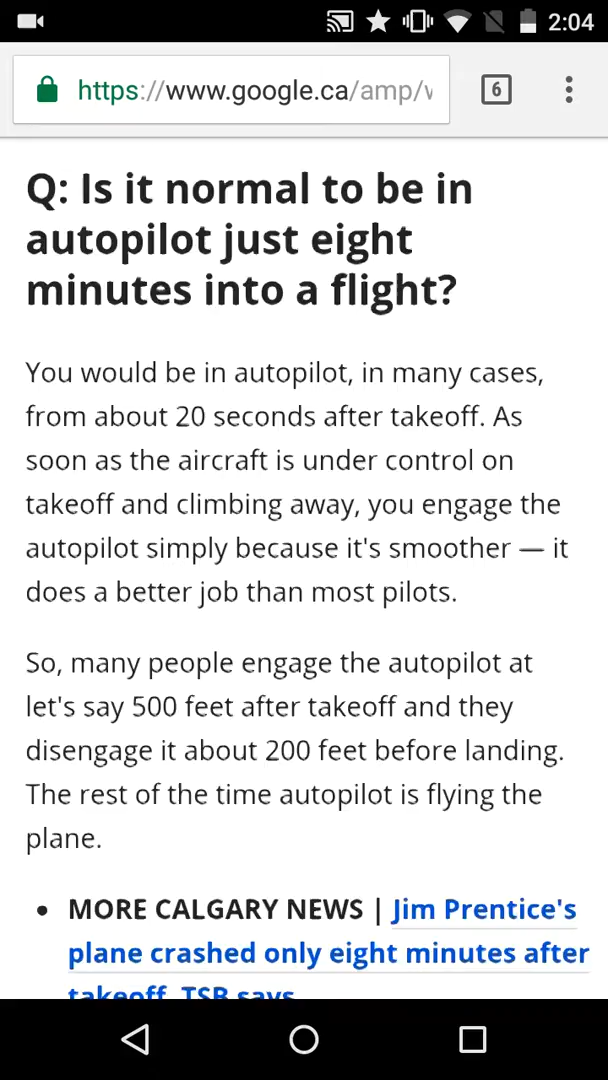 2:04
https://www.google.ca/amp/v
6
Q: Is it normal to be in
autopilot just eight
minutes into a flight?
You would be in autopilot, in many cases,
from about 20 seconds after takeoff. As
soon as the aircraft is under control on
takeoff and climbing away, you engage the
autopilot simply because it's smoother — it
does a better job than most pilots.
So, many people engage the autopilot at
let's say 500 feet after takeoff and they
disengage it about 200 feet before landing.
The rest of the time autopilot is flying the
plane.
• MORE CALGARY NEWS | Jim Prentice's
plane crashed only eight minutes after
takeoff, TSB says